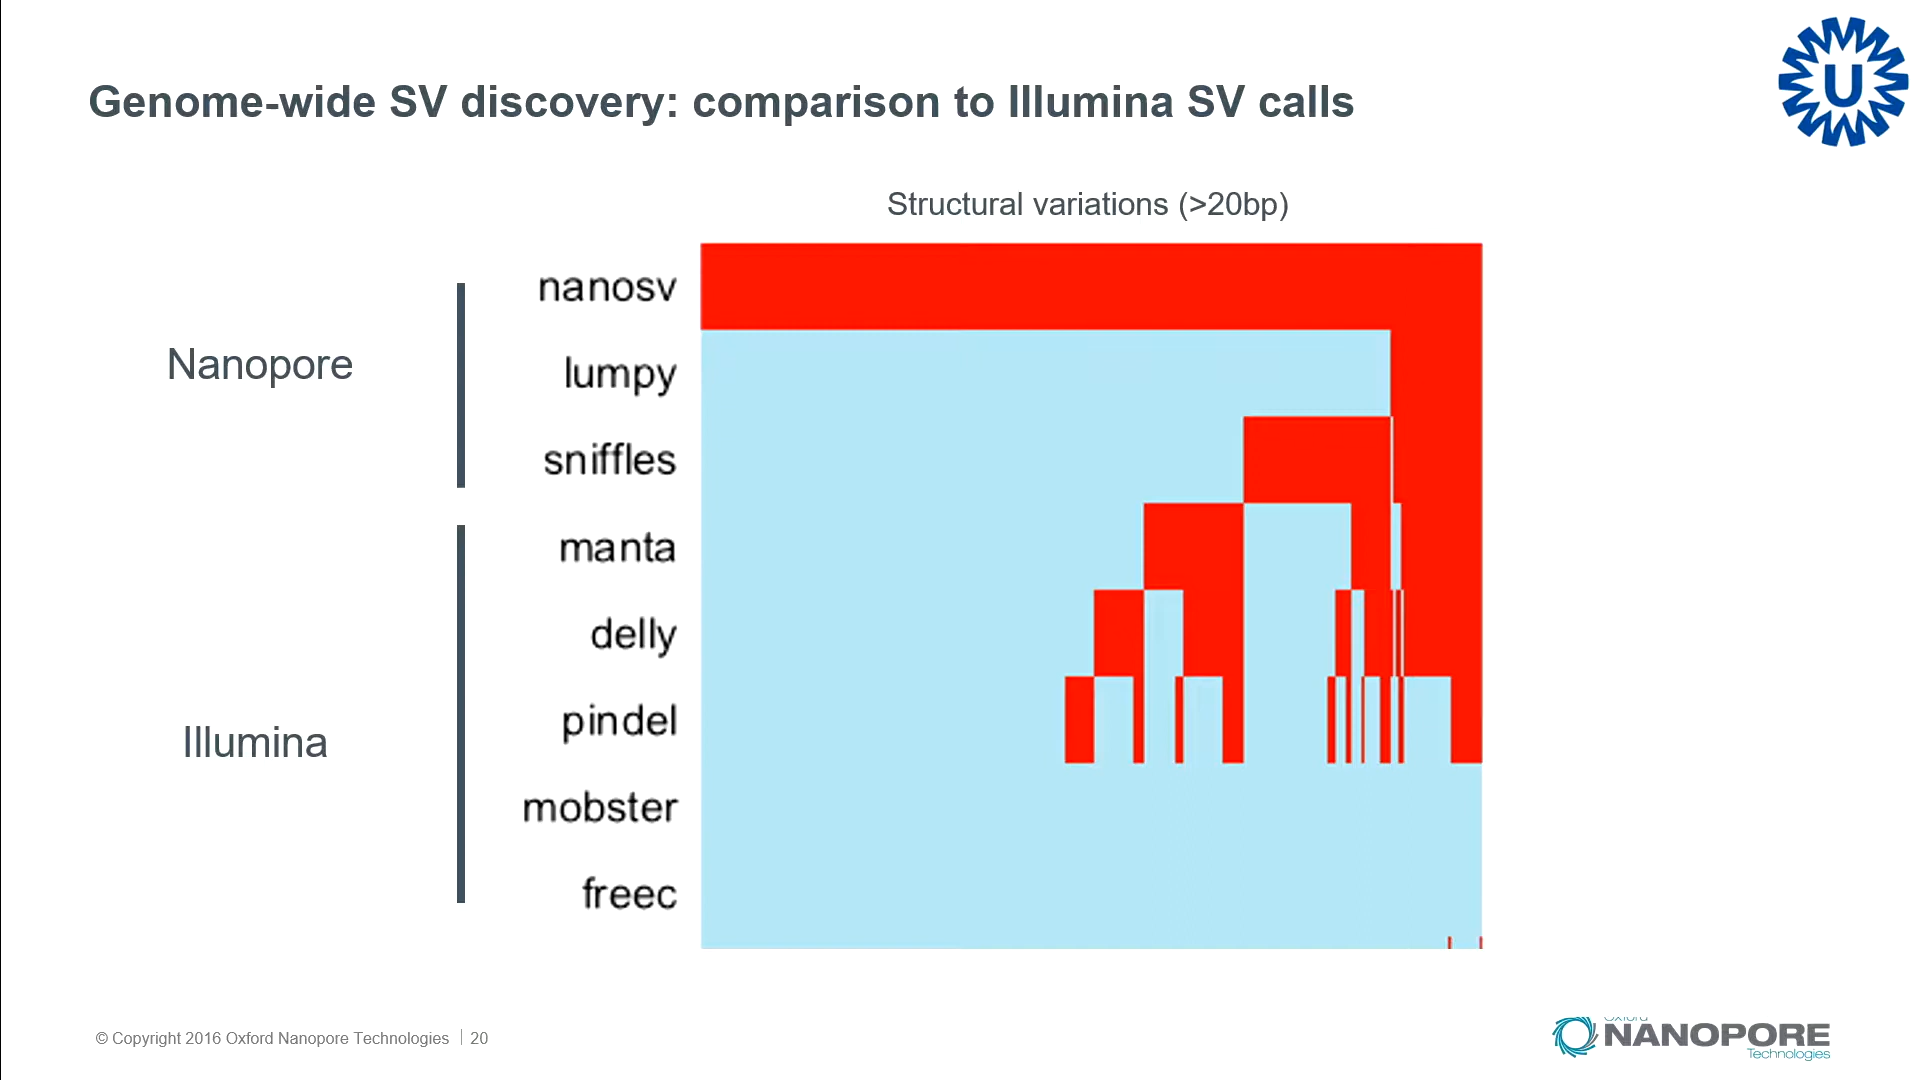 Genome-wide SV discovery: comparison to Illumina SV calls
U
Structural variations (>20bp)
Nanopore
nanosv
lumpy
sniffles
Illumina
manta
delly
pindel
mobster
freec
© Copyright 2016 Oxford Nanopore Technologies | 20
Oxford
NANOPORE
Technologies